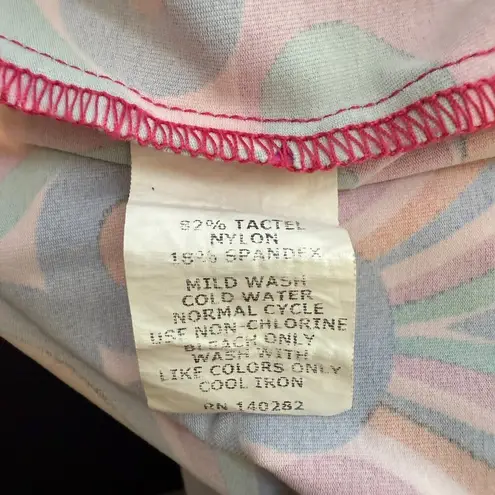 82% TACTEL
NYLON
18% SPANDEX
MILD WASH
COLD WATER
NORMAL CYCLE
USE NON-CHLORINE
BLEACH ONLY
WASH WITH
LIKE COLORS ONLY
COOL IRON
RN 140282